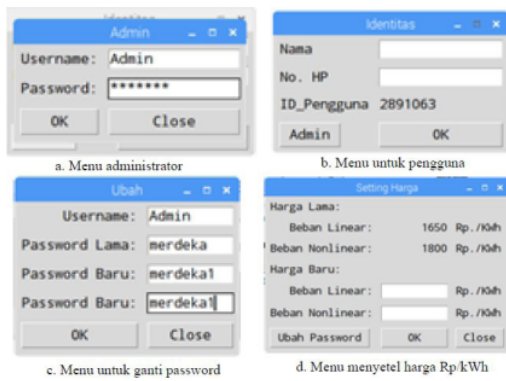 Admin
Username: Admin
Password: *******
OK Close
a. Menu administrator
Identitas
Nama
No. HP
ID_Pengguna 2891063
Admin OK
b. Menu untuk pengguna
Ubah
Username: Admin
Password Lama: merdeka
Password Baru: merdeka1
Password Baru: merdeka1
OK Close
c. Menu untuk ganti password
Setting Harga
Harga Lama:
Beban Linear: 1650 Rp./KWh
Beban Nonlinear: 1800 Rp./KWh
Harga Baru:
Beban Linear: Rp./KWh
Beban Nonlinear: Rp./KWh
Ubah Password OK Close
d. Menu menyetel harga Rp/kWh